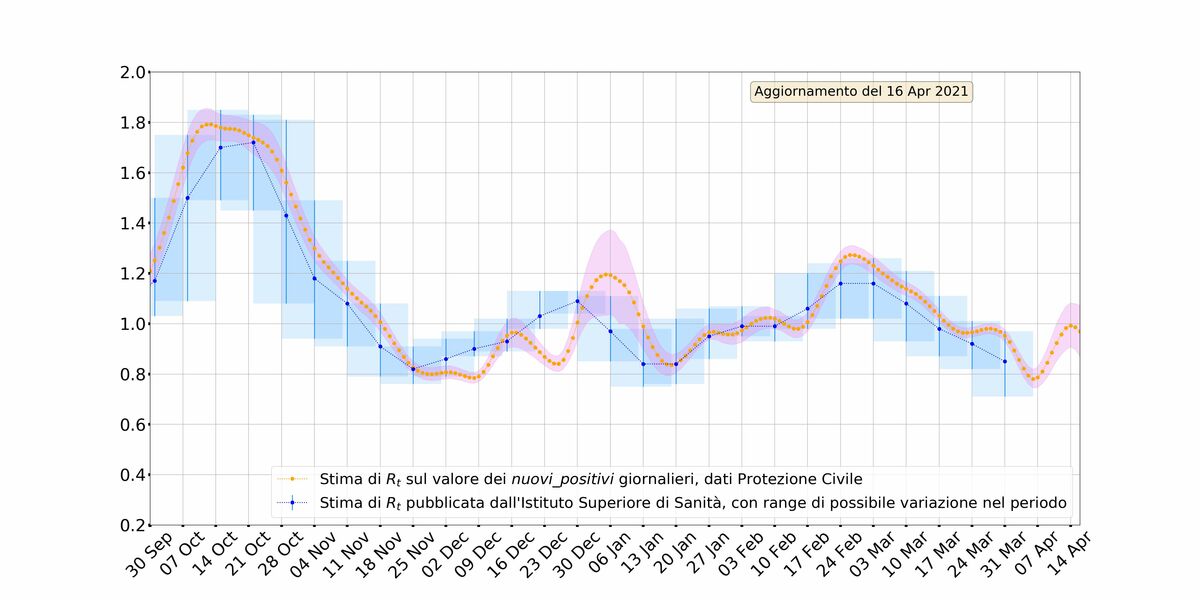 Aggiornamento del 16 Apr 2021
2.0
1.8
1.6
1.4
1.2
1.0
0.8
0.6
0.4
0.2
Stima di Rt sul valore dei nuovi_positivi giornalieri, dati Protezione Civile
Stima di Rt pubblicata dall'Istituto Superiore di Sanità, con range di possibile variazione nel periodo
30 Sep
07 Oct
14 Oct
21 Oct
28 Oct
04 Nov
11 Nov
18 Nov
25 Nov
02 Dec
09 Dec
16 Dec
23 Dec
30 Dec
06 Jan
13 Jan
20 Jan
27 Jan
03 Feb
10 Feb
17 Feb
24 Feb
03 Mar
10 Mar
17 Mar
24 Mar
31 Mar
07 Apr
14 Apr